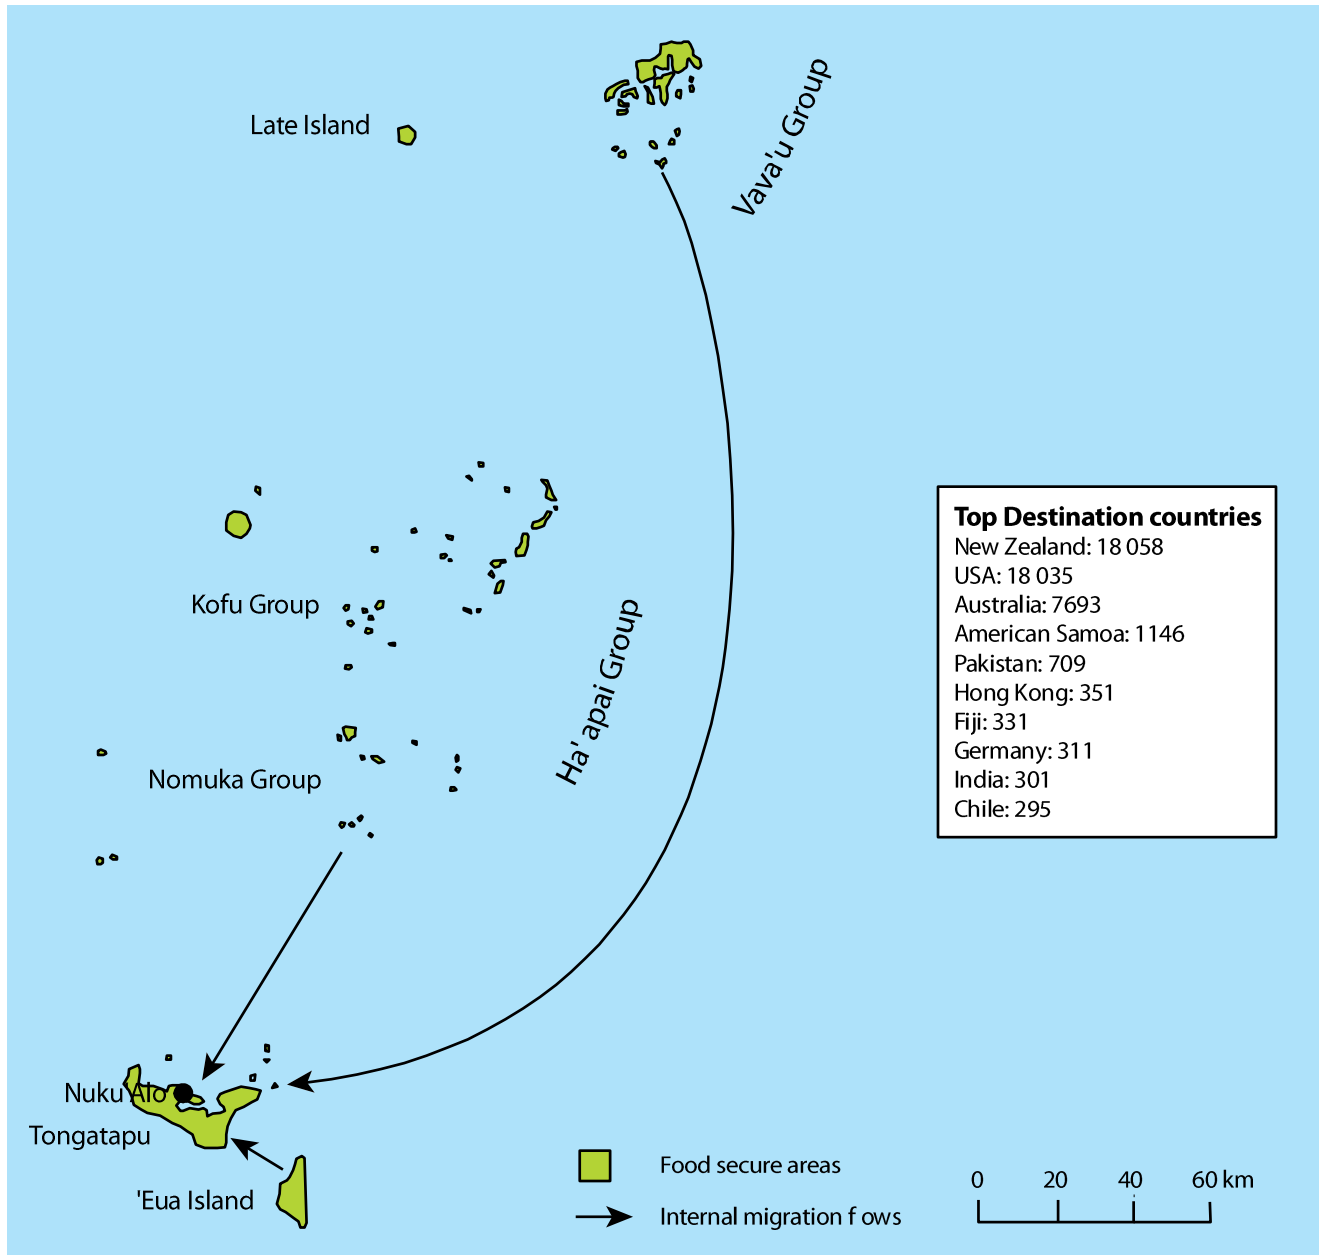 Late Island
Vava'u Group
Kofu Group
Ha' apai Group
Nomuka Group
Top Destination countries
New Zealand: 18 058
USA: 18 035
Australia: 7693
American Samoa: 1146
Pakistan: 709
Hong Kong: 351
Fiji: 331
Germany: 311
India: 301
Chile: 295
Nuku'Alo
Tongatapu
'Eua Island
Food secure areas
Internal migration f ows
0 20 40 60 km